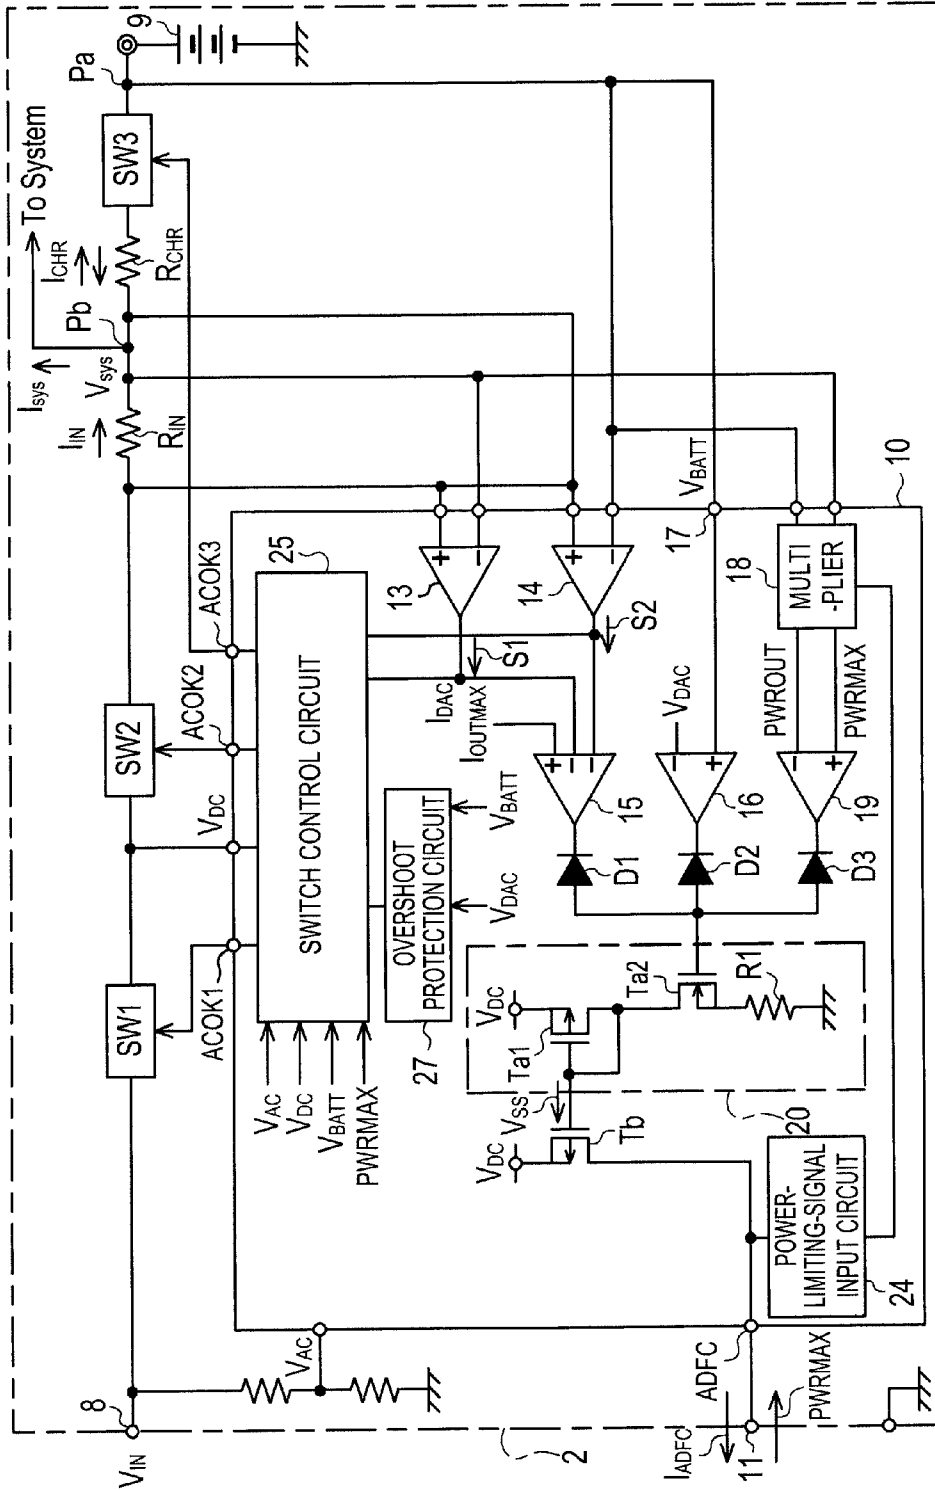 VIN
8
SW1
SW2
IIN
RIN
Isys
Vsys
Pb
To System
ICHR
RCHR
SW3
Pa
9
VAC
ACOK1
VDC
ACOK2
ACOK3
VAC
VDC
VBATT
PWRMAX
SWITCH CONTROL CIRCUIT
25
OVERSHOOT
PROTECTION CIRCUIT
27
VDAC
VBATT
+
−
13
+
−
14
S1
S2
IDAC
IOUTMAX
+
−
−
15
D1
VDAC
−
+
16
D2
17
VBATT
10
MULTI
-PLIER
18
PWROUT
PWRMAX
−
+
19
D3
VDC
Ta1
Ta2
R1
20
VDC
VSS
Tb
POWER-
LIMITING-SIGNAL
INPUT CIRCUIT
24
ADFC
IADFC
11
PWRMAX
2